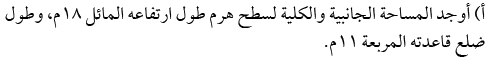 أ) أوجد المساحة الجانبية والكلية لسطح هرم طول ارتفاعه المائل ١٨م، وطول
ضلع قاعدته المربعة ١١م.